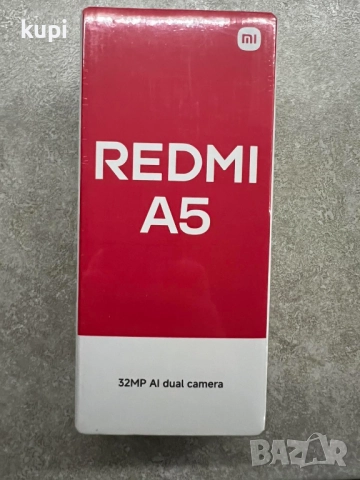 kupi
mi
REDMI
A5
32MP AI dual camera
BAZAR